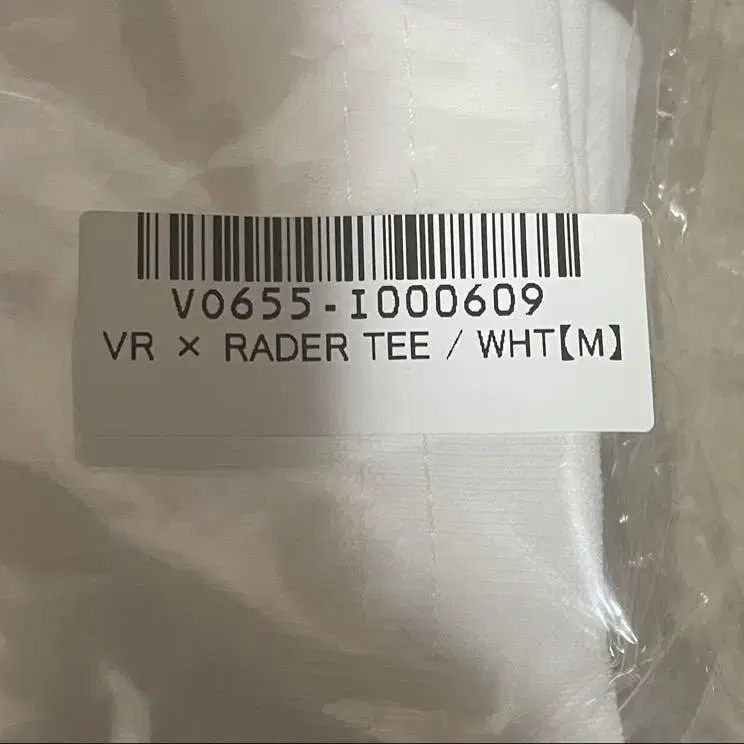 V0655-I000609
VR × RADER TEE / WHT【M】